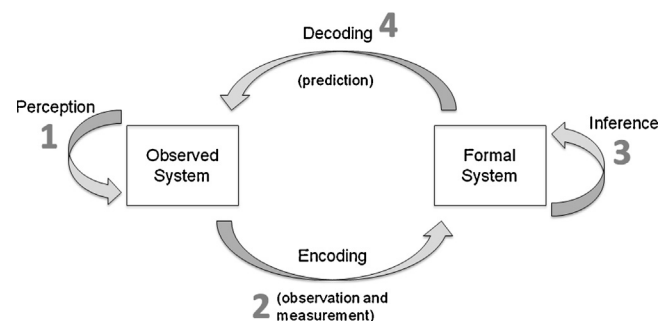 Decoding 4
(prediction)
Perception
1
Observed
System
Formal
System
Inference
3
Encoding
2 (observation and
measurement)